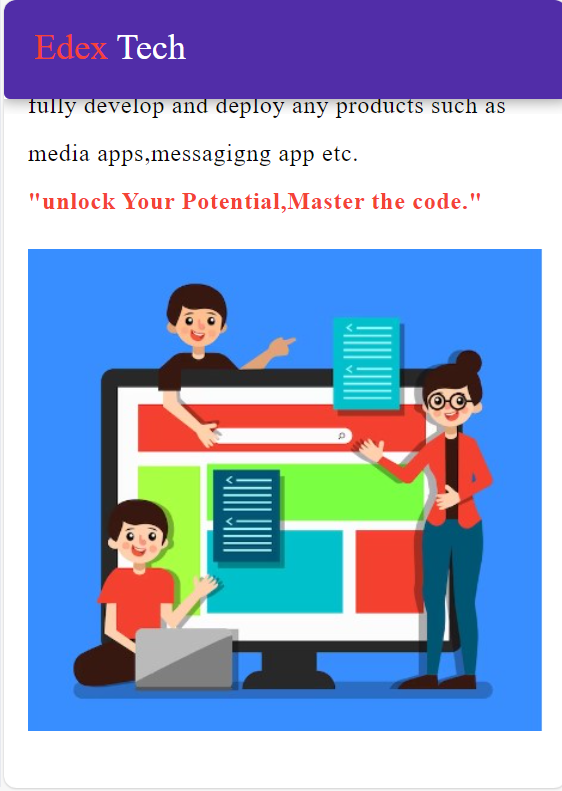 Edex Tech
fully develop and deploy any products such as
media apps,messagigng app etc.
"unlock Your Potential,Master the code."